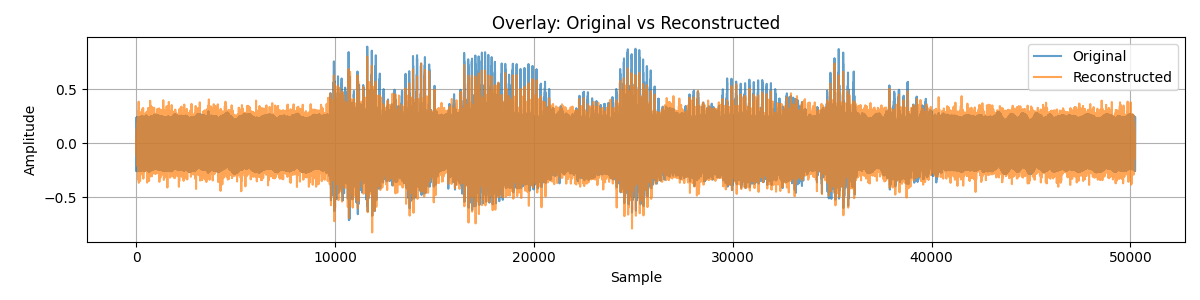 Overlay: Original vs Reconstructed
Original
Reconstructed
Amplitude
0.5
0.0
−0.5
0
10000
20000
30000
40000
50000
Sample